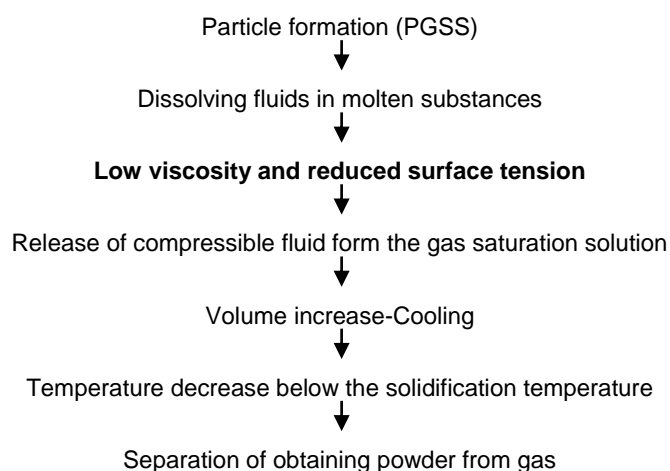 Particle formation (PGSS)
Dissolving fluids in molten substances
Low viscosity and reduced surface tension
Release of compressible fluid form the gas saturation solution
Volume increase-Cooling
Temperature decrease below the solidification temperature
Separation of obtaining powder from gas